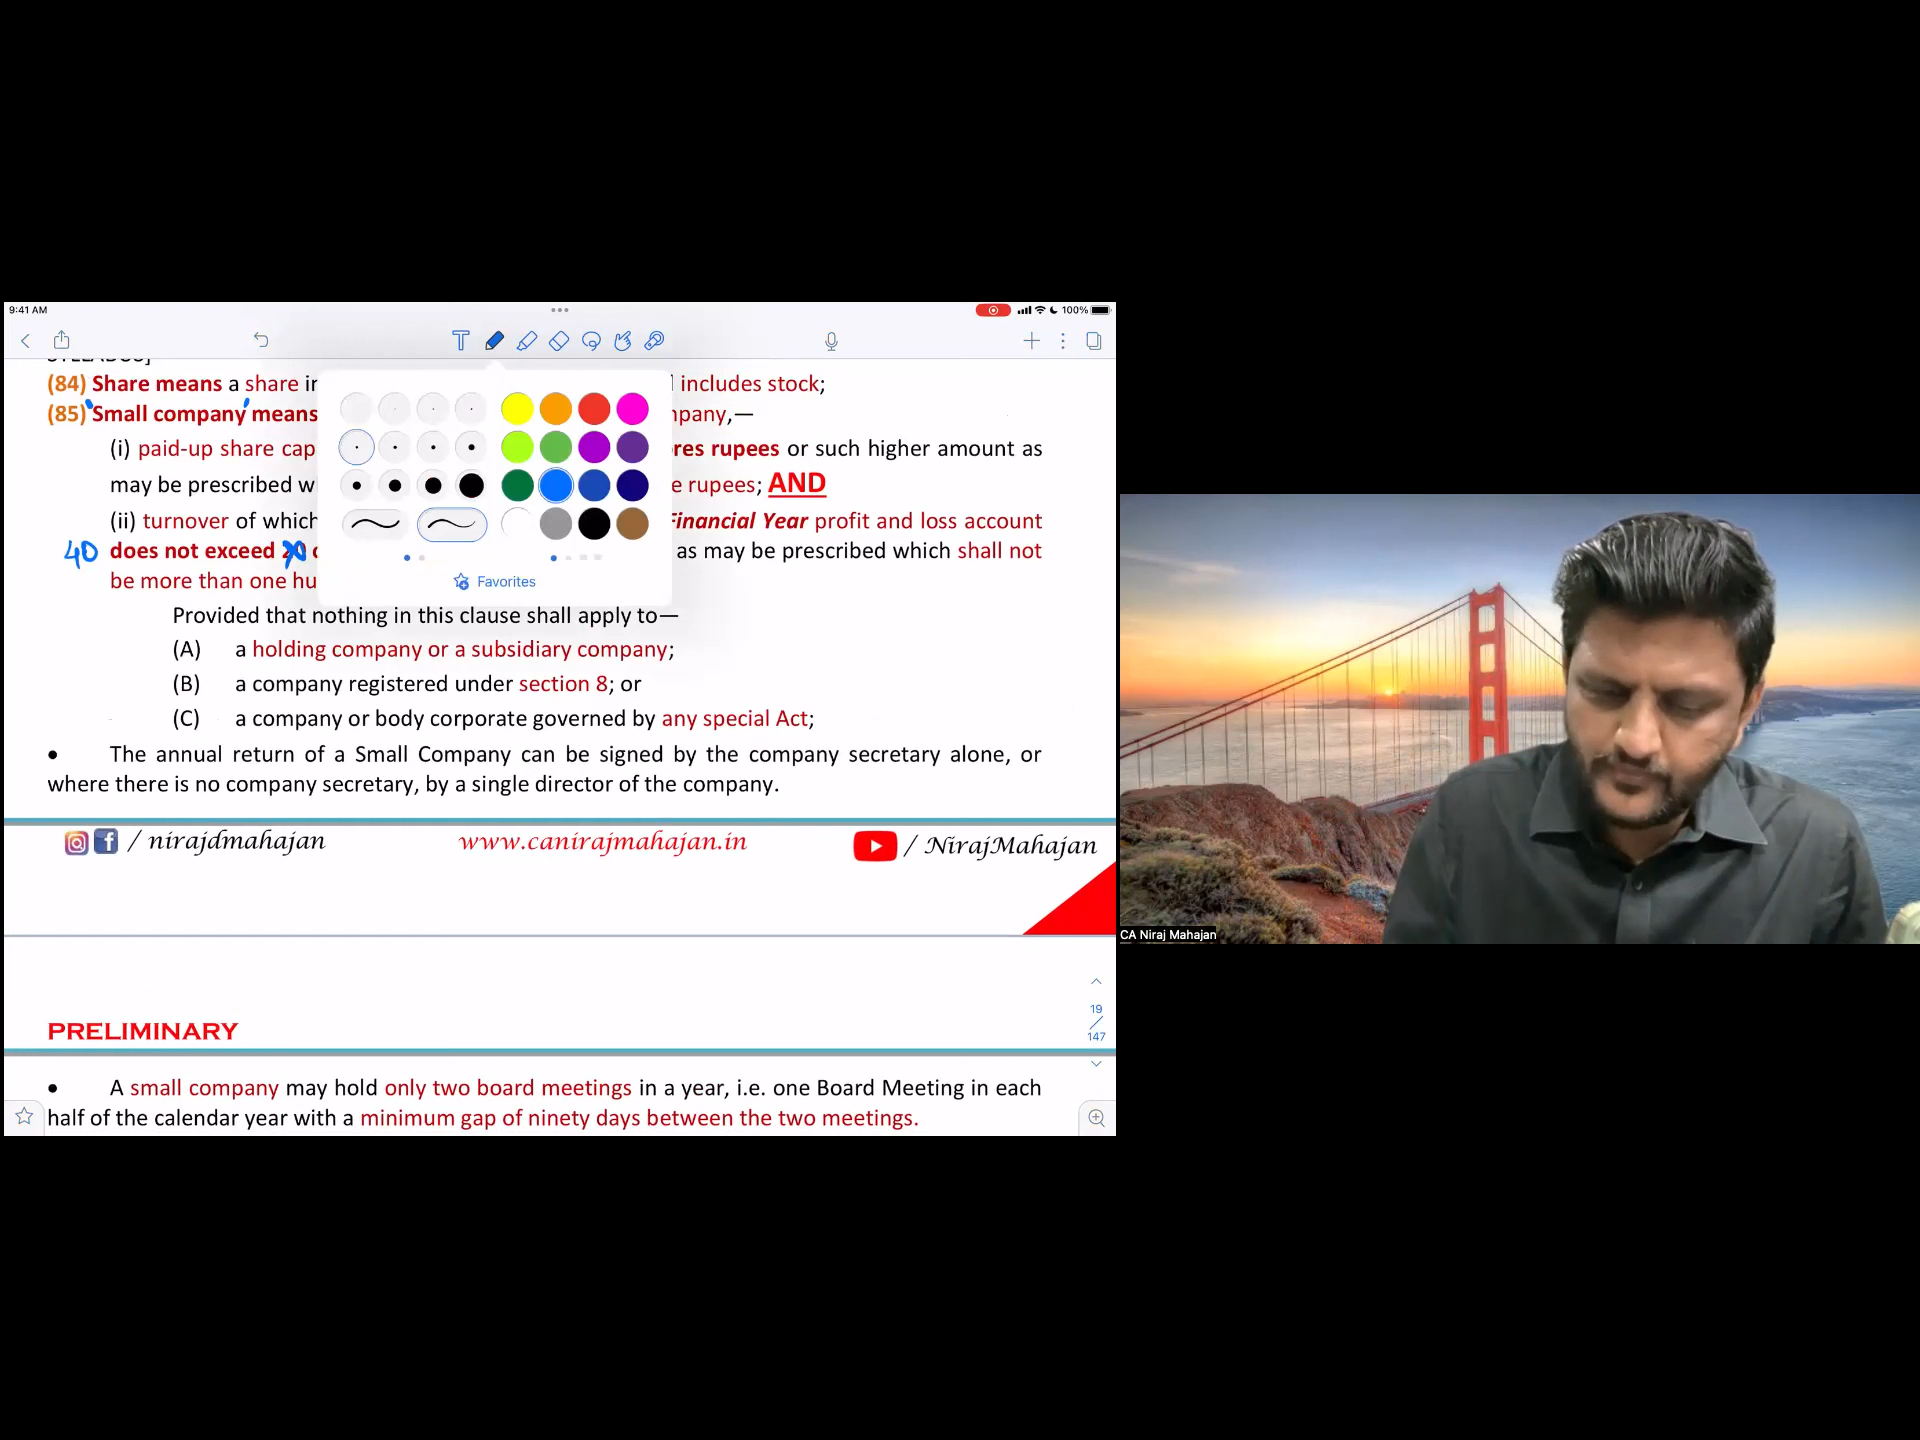 9:41 AM
100%
SYLLABUS]
(84) Share means a share in includes stock;
(85) 'Small company' means mpany,—
(i) paid-up share cap res rupees or such higher amount as
may be prescribed w e rupees; AND
(ii) turnover of which Financial Year profit and loss account
40 does not exceed 20 as may be prescribed which shall not
be more than one hu
Favorites
Provided that nothing in this clause shall apply to—
(A) a holding company or a subsidiary company;
(B) a company registered under section 8; or
(C) a company or body corporate governed by any special Act;
• The annual return of a Small Company can be signed by the company secretary alone, or
where there is no company secretary, by a single director of the company.
/ nirajdmahajan www.canirajmahajan.in / NirajMahajan
CA Niraj Mahajan
19
147
PRELIMINARY
• A small company may hold only two board meetings in a year, i.e. one Board Meeting in each
half of the calendar year with a minimum gap of ninety days between the two meetings.